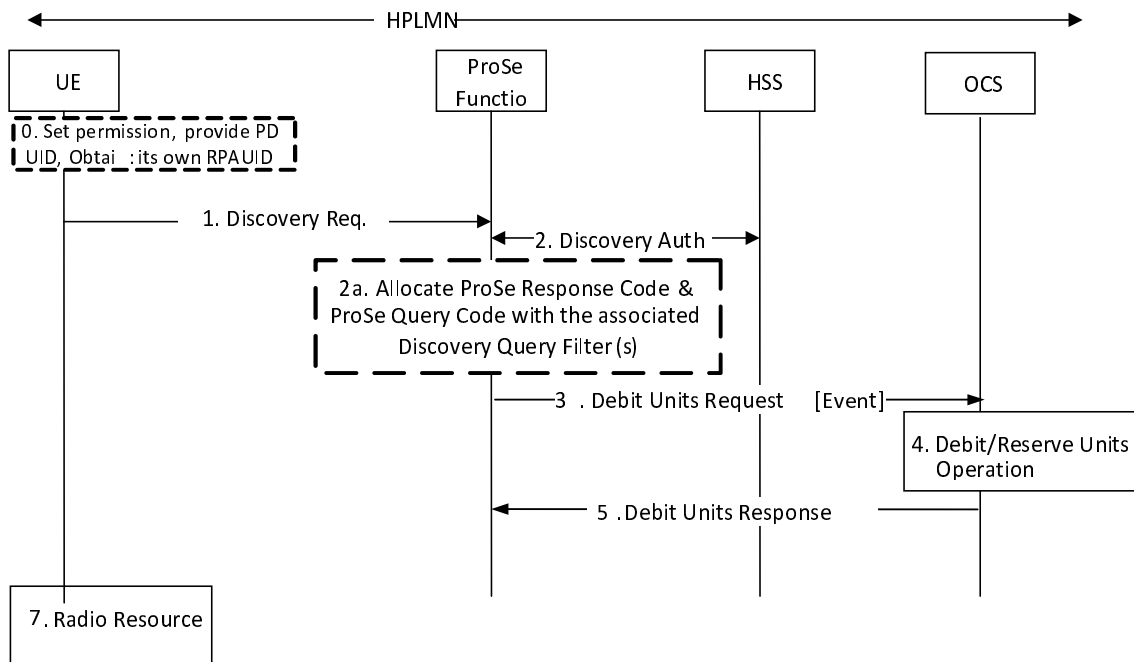 HPLMN
UE
ProSe
Functio
HSS
OCS
0. Set permission, provide PD
UID, Obtai : its own RPAUID
1. Discovery Req.
2. Discovery Auth
2a. Allocate ProSe Response Code &
ProSe Query Code with the associated
Discovery Query Filter(s)
3 . Debit Units Request [Event]
4. Debit/Reserve Units
Operation
5 .Debit Units Response
7. Radio Resource